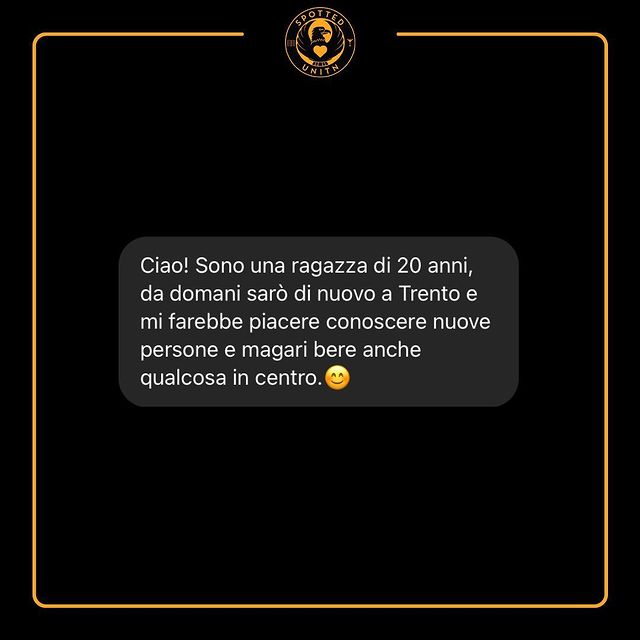 SPOTTED
UNITN
Ciao! Sono una ragazza di 20 anni,
da domani sarò di nuovo a Trento e
mi farebbe piacere conoscere nuove
persone e magari bere anche
qualcosa in centro.😊